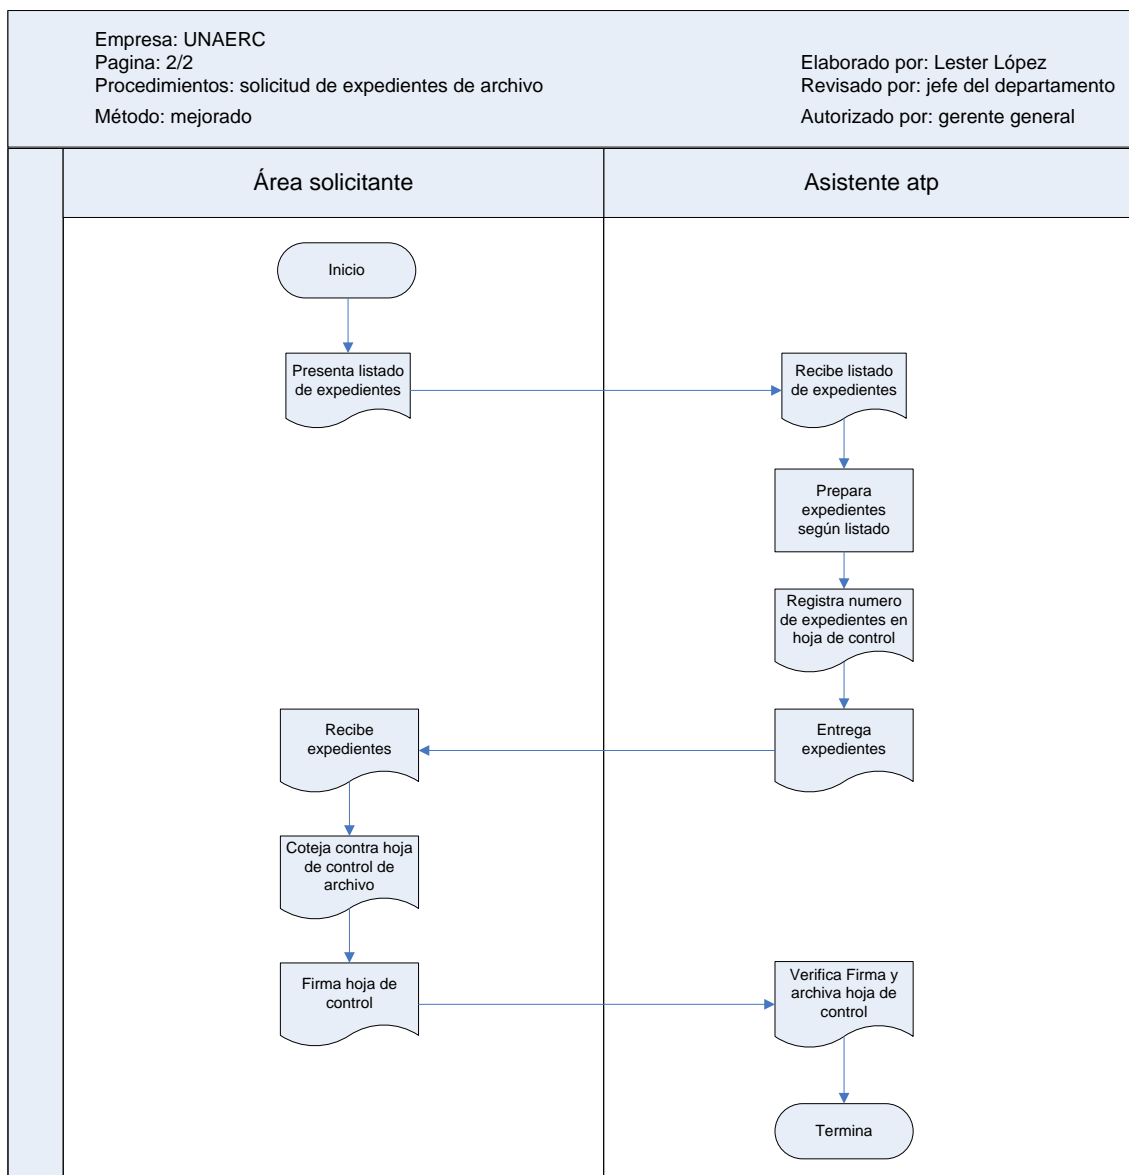 Empresa: UNAERC
Pagina: 2/2
Procedimientos: solicitud de expedientes de archivo
Método: mejorado
Elaborado por: Lester López
Revisado por: jefe del departamento
Autorizado por: gerente general
Área solicitante
Asistente atp
Inicio
Presenta listado
de expedientes
Recibe listado
de expedientes
Prepara
expedientes
según listado
Registra numero
de expedientes en
hoja de control
Entrega
expedientes
Recibe
expedientes
Coteja contra hoja
de control de
archivo
Firma hoja de
control
Verifica Firma y
archiva hoja de
control
Termina